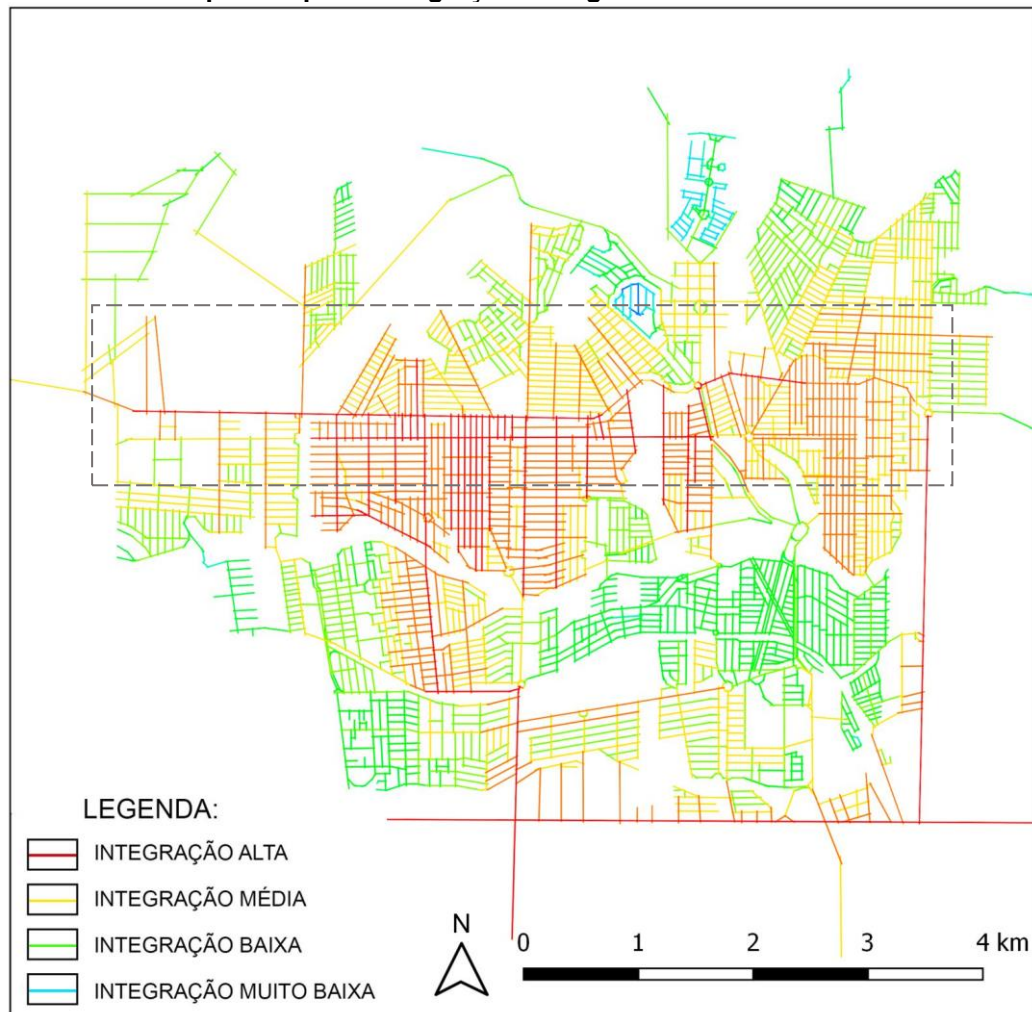 LEGENDA:
INTEGRAÇÃO ALTA
INTEGRAÇÃO MÉDIA
INTEGRAÇÃO BAIXA
INTEGRAÇÃO MUITO BAIXA
N
0 1 2 3 4 km